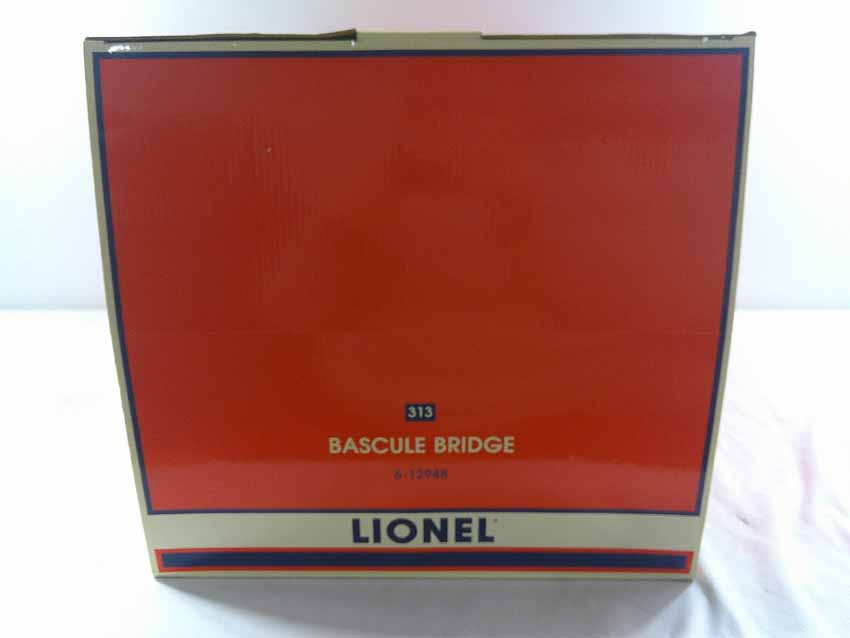 313
BASCULE BRIDGE
6-12948
LIONEL